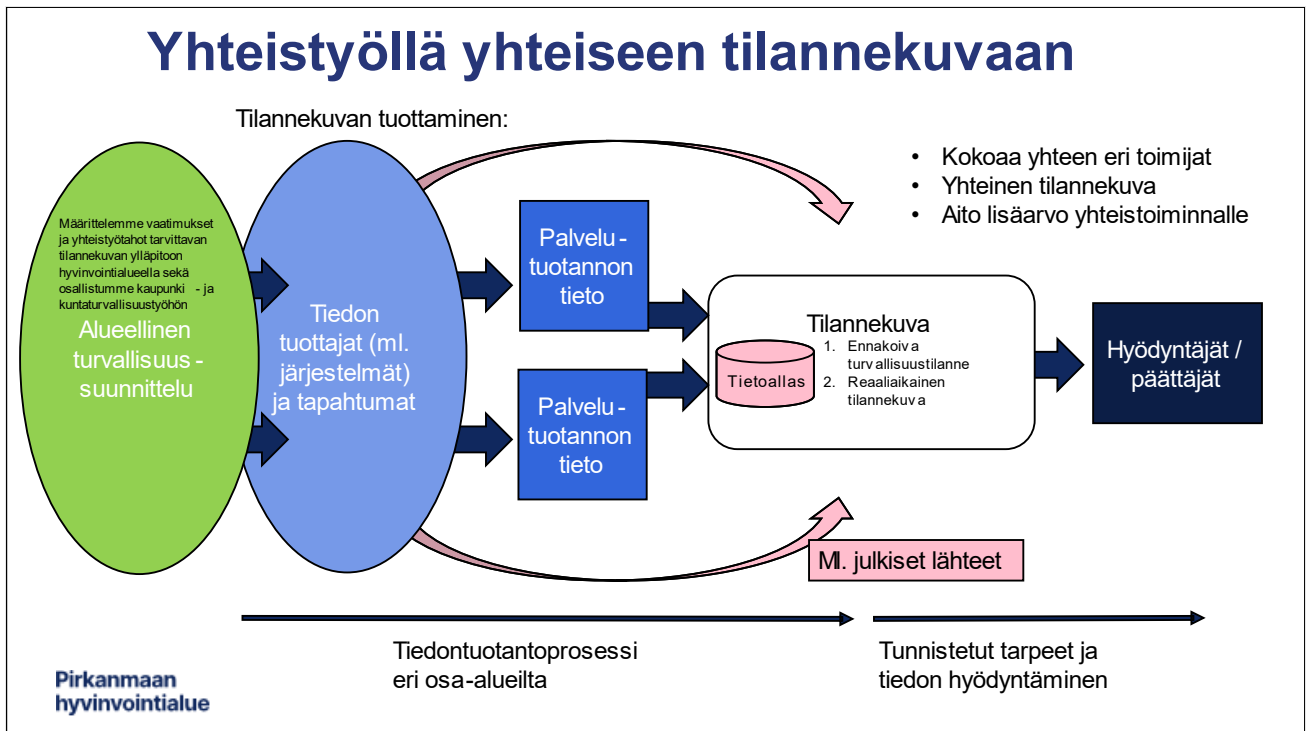 Yhteistyöllä yhteiseen tilannekuvaan
Tilannekuvan tuottaminen:
• Kokoaa yhteen eri toimijat
• Yhteinen tilannekuva
• Aito lisäarvo yhteistoiminnalle
Määrittelemme vaatimukset
ja yhteistyötahot tarvittavan
tilannekuvan ylläpitoon
hyvinvointialueella sekä
osallistumme kaupunki - ja
kuntaturvallisuustyöhön
Alueellinen
turvallisuus -
suunnittelu
Tiedon
tuottajat (ml.
järjestelmät)
ja tapahtumat
Palvelu -
tuotannon
tieto
Palvelu -
tuotannon
tieto
Tilannekuva
Tietoallas
1. Ennakoiva
turvallisuustilanne
2. Reaaliaikainen
tilannekuva
Hyödyntäjät /
päättäjät
Ml. julkiset lähteet
Tiedontuotantoprosessi
eri osa-alueilta
Tunnistetut tarpeet ja
tiedon hyödyntäminen
Pirkanmaan
hyvinvointialue